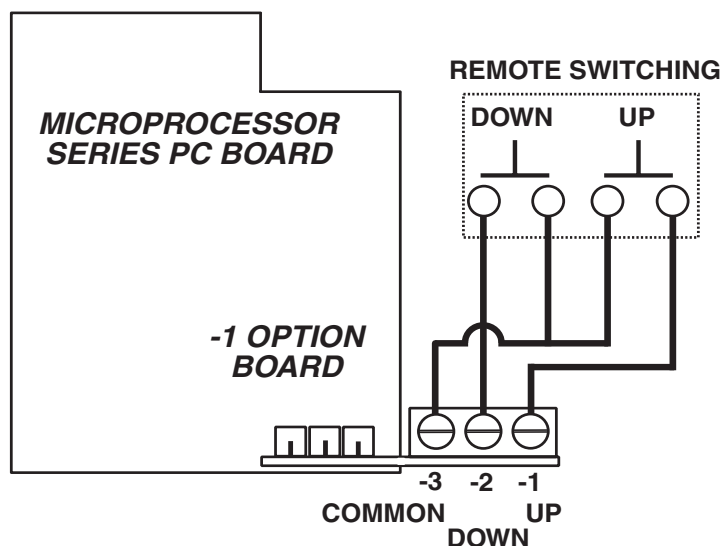 REMOTE SWITCHING
DOWN UP
MICROPROCESSOR
SERIES PC BOARD
-1 OPTION
BOARD
-3 -2 -1
COMMON UP
DOWN